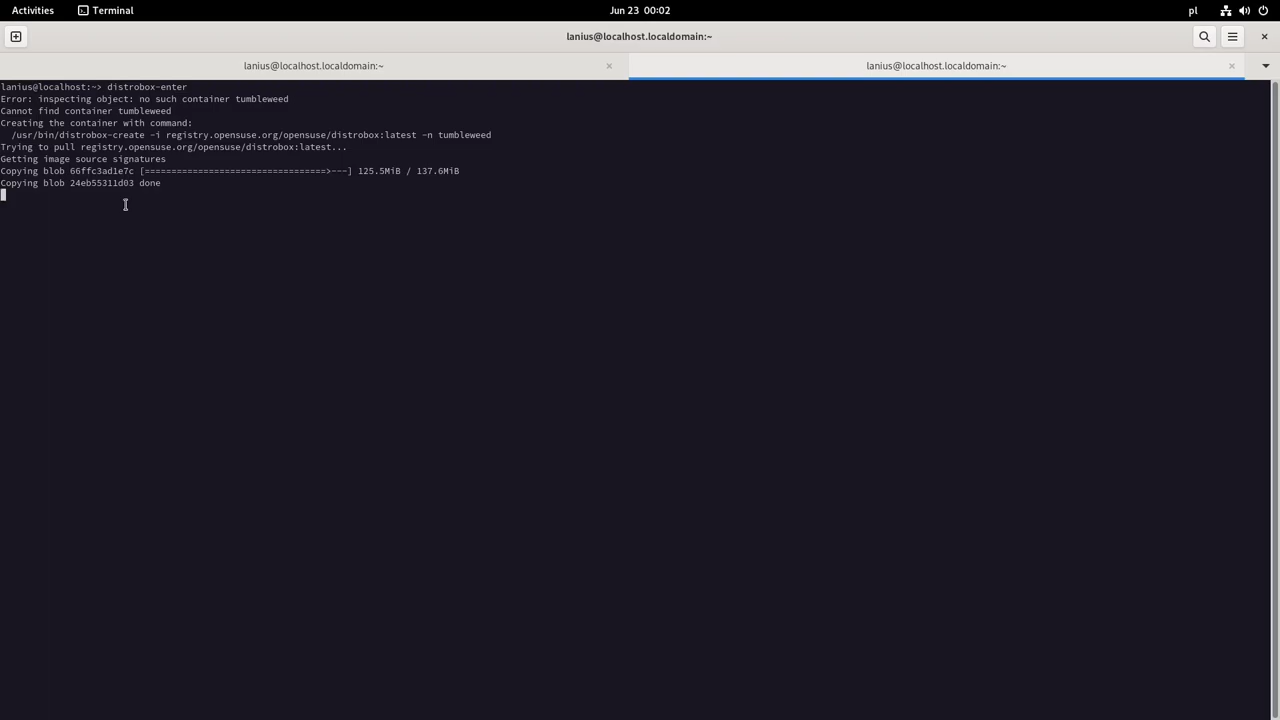 Activities
Terminal
Jun 23 00:02
pl
lanius@localhost.localdomain:~
lanius@localhost.localdomain:~
lanius@localhost.localdomain:~
lanius@localhost:~> distrobox-enter
Error: inspecting object: no such container tumbleweed
Cannot find container tumbleweed
Creating the container with command:
  /usr/bin/distrobox-create -i registry.opensuse.org/opensuse/distrobox:latest -n tumbleweed
Trying to pull registry.opensuse.org/opensuse/distrobox:latest...
Getting image source signatures
Copying blob 66ffc3ad1e7c [==================================>---] 125.5MiB / 137.6MiB
Copying blob 24eb55311d03 done